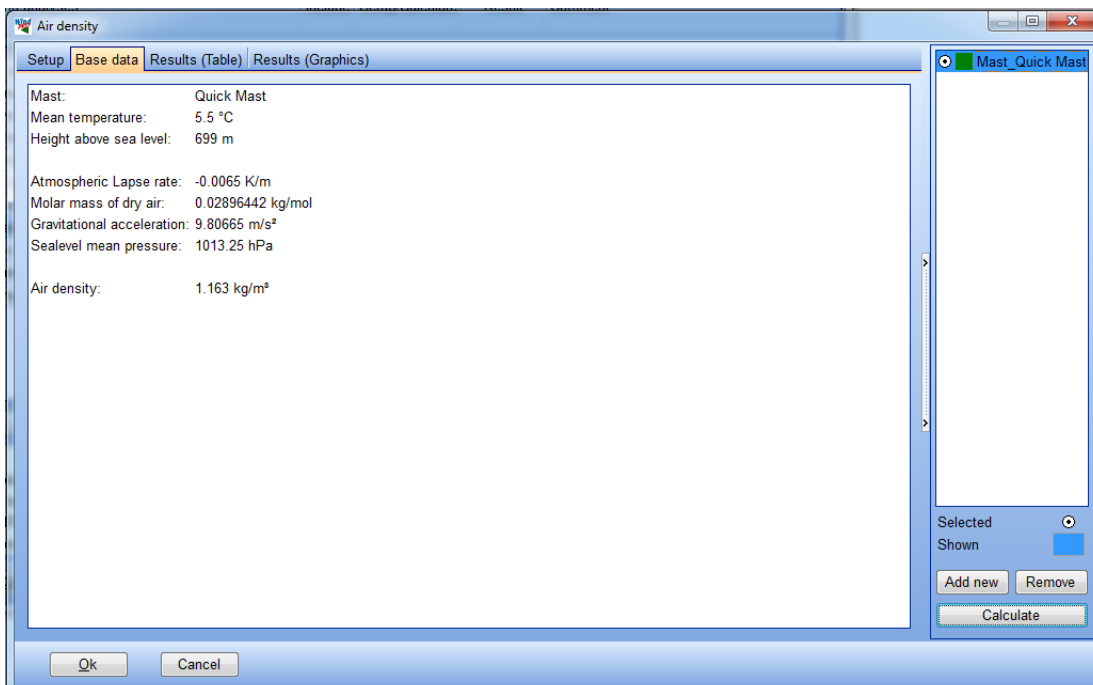 Wind
Air density
Setup Base data Results (Table) Results (Graphics)
Mast: Quick Mast
Mean temperature: 5.5 °C
Height above sea level: 699 m
Atmospheric Lapse rate: -0.0065 K/m
Molar mass of dry air: 0.02896442 kg/mol
Gravitational acceleration: 9.80665 m/s²
Sealevel mean pressure: 1013.25 hPa
Air density: 1.163 kg/m³
Mast_Quick Mast
Selected
Shown
Add new Remove
Calculate
Ok Cancel